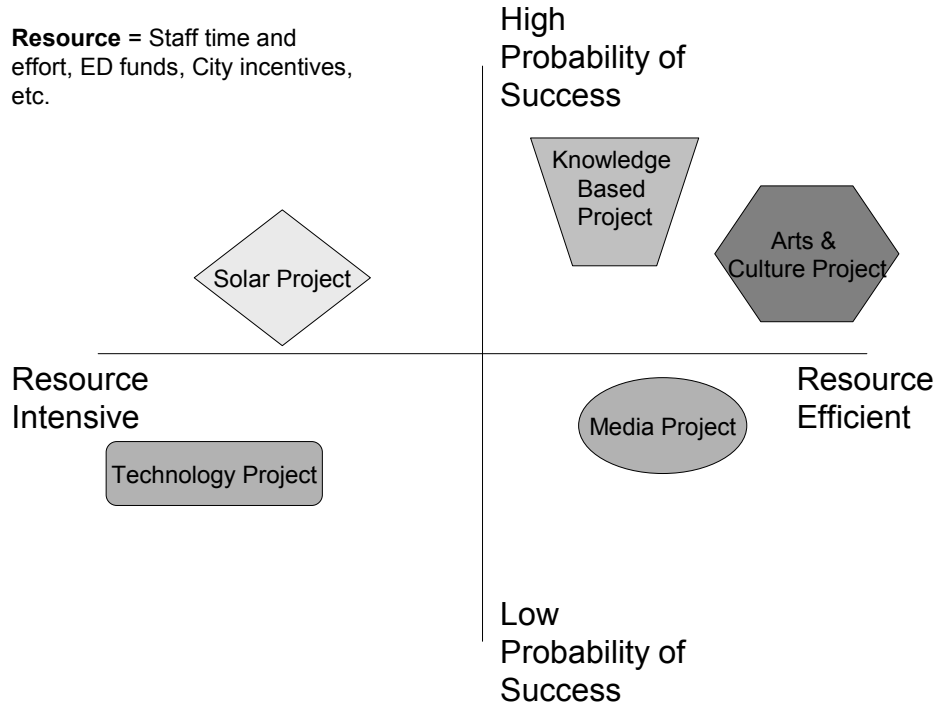 Resource = Staff time and
effort, ED funds, City incentives,
etc.
High
Probability of
Success
Knowledge
Based
Project
Arts &
Culture Project
Solar Project
Resource
Intensive
Resource
Efficient
Media Project
Technology Project
Low
Probability of
Success